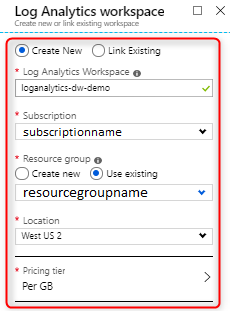 Log Analytics workspace
Create new or link existing workspace
Create New Link Existing
* Log Analytics Workspace
loganalytics-dw-demo
* Subscription
subscriptionname
* Resource group
Create new Use existing
resourcegroupname
* Location
West US 2
* Pricing tier
Per GB